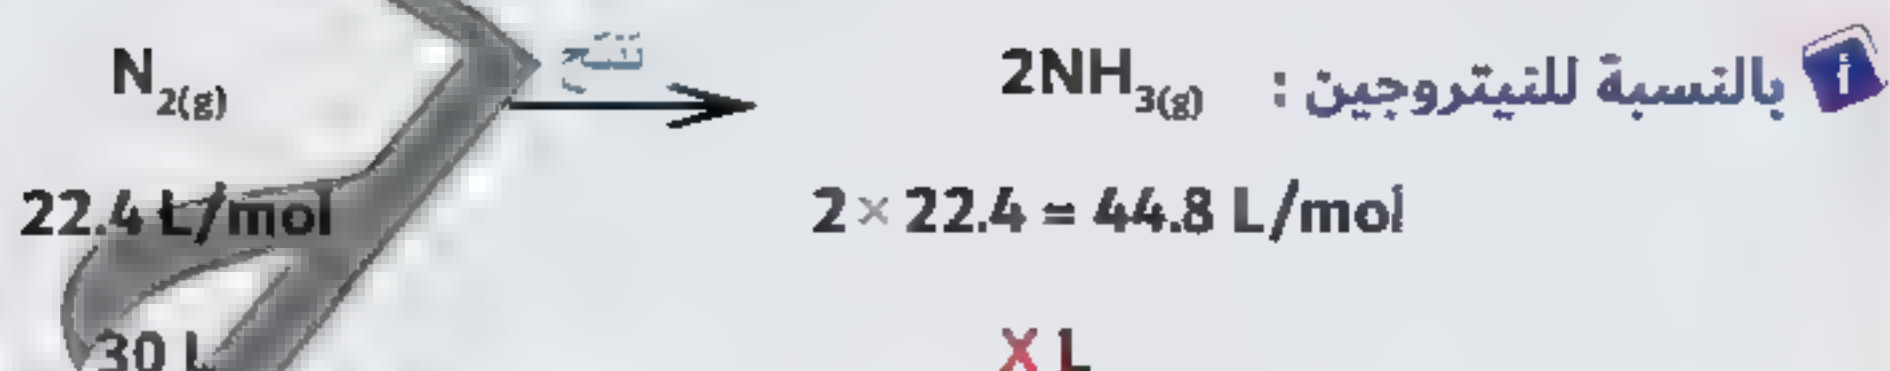 أ بالنسبة للنيتروجين : N2(g) تنتج 2NH3(g)
22.4 L/mol 2 × 22.4 = 44.8 L/mol
30 L X L